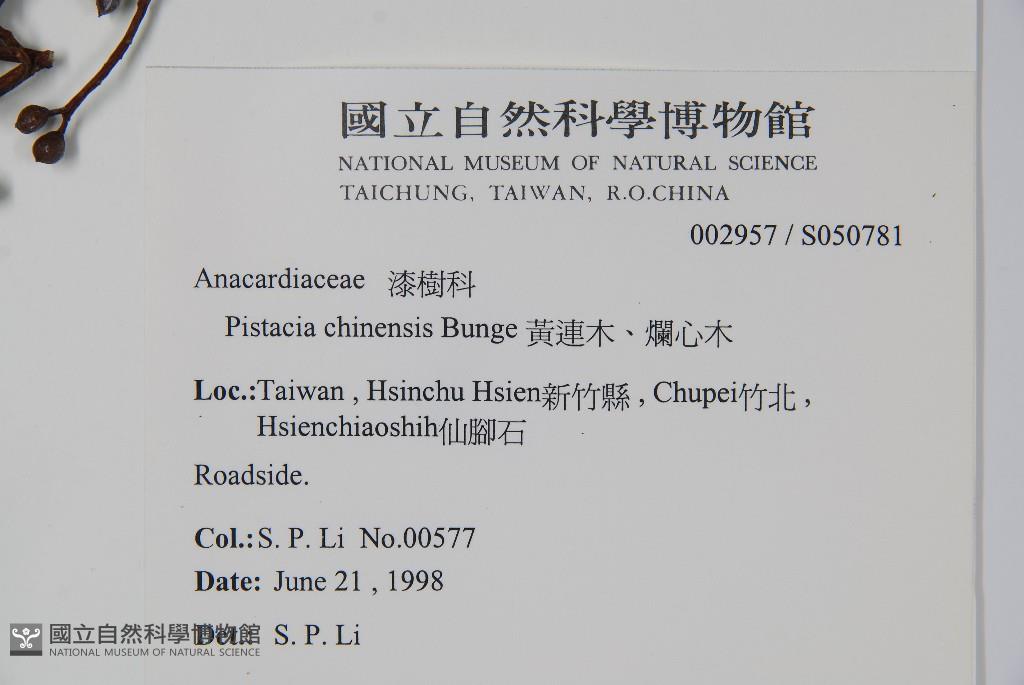 國立自然科學博物館
NATIONAL MUSEUM OF NATURAL SCIENCE
TAICHUNG, TAIWAN, R.O.CHINA
002957 / S050781
Anacardiaceae 漆樹科
Pistacia chinensis Bunge 黃連木、爛心木
Loc.:Taiwan , Hsinchu Hsien新竹縣 , Chupei竹北 ,
Hsienchiaoshih仙腳石
Roadside.
Col.: S. P. Li No.00577
Date: June 21 , 1998
Det.: S. P. Li
國立自然科學博物館
NATIONAL MUSEUM OF NATURAL SCIENCE